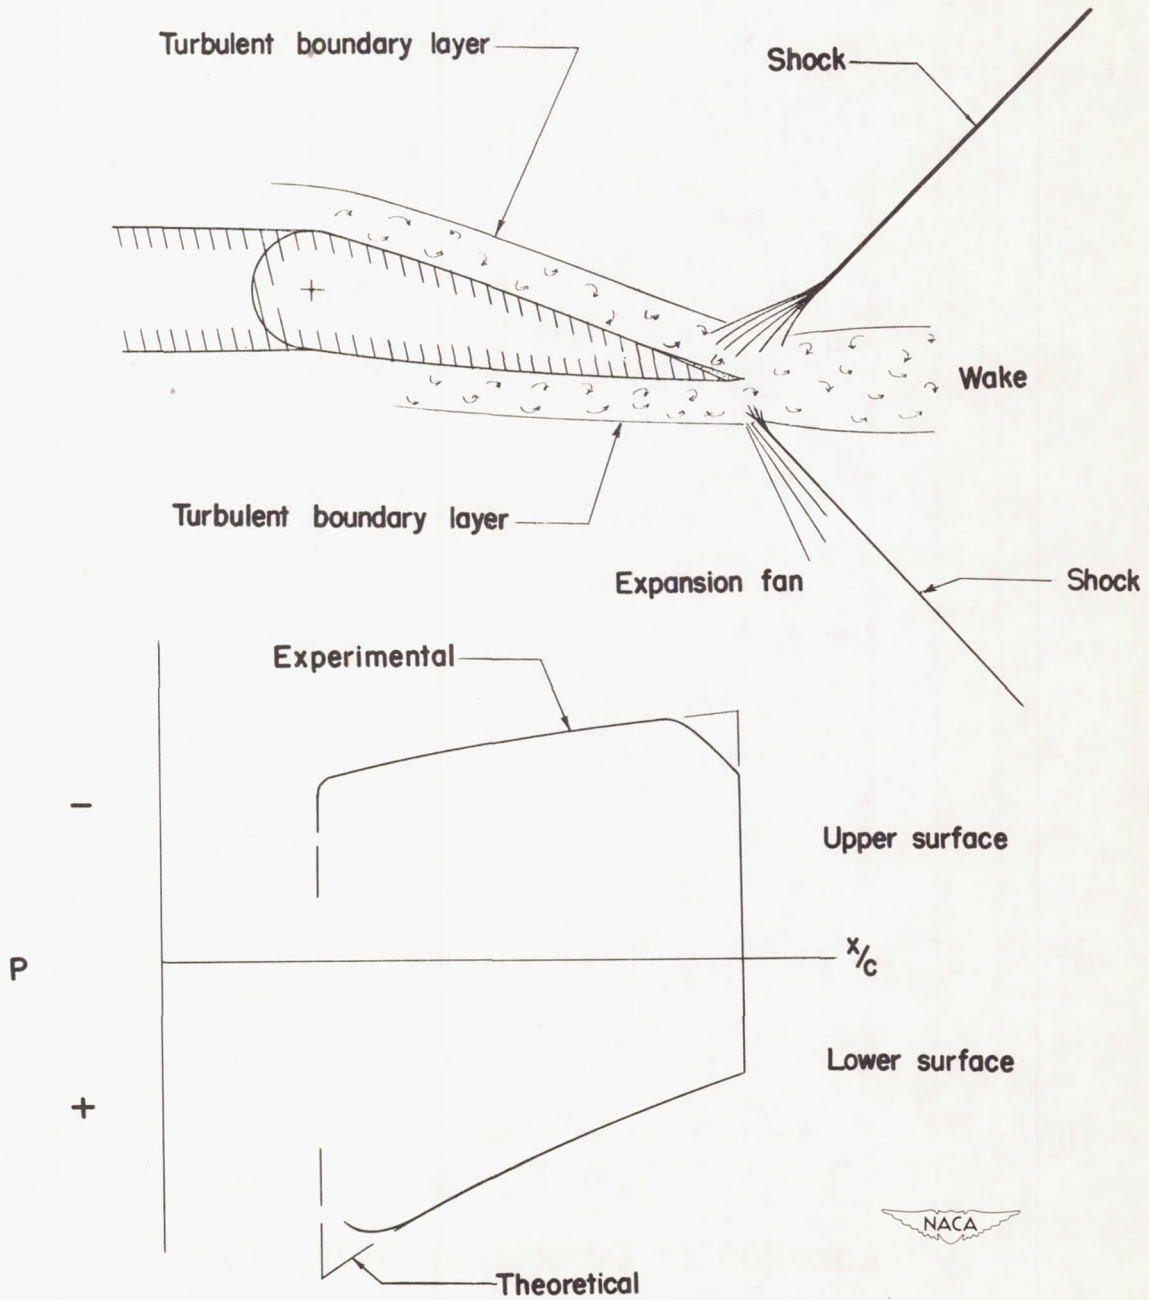 Turbulent boundary layer
Shock
Wake
Turbulent boundary layer
Expansion fan
Shock
Experimental
−
Upper surface
P
x/c
Lower surface
+
NACA
Theoretical